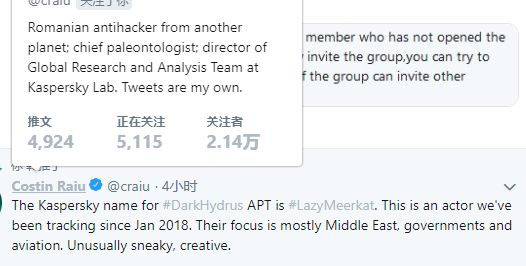 @craiu 关注了你
Romanian antihacker from another
planet; chief paleontologist; director of
Global Research and Analysis Team at
Kaspersky Lab. Tweets are my own.
推文 正在关注 关注者
4,924 5,115 2.14万
member who has not opened the
invite the group,you can try to
f the group can invite other
Costin Raiu @craiu · 4小时
The Kaspersky name for #DarkHydrus APT is #LazyMeerkat. This is an actor we've
been tracking since Jan 2018. Their focus is mostly Middle East, governments and
aviation. Unusually sneaky, creative.